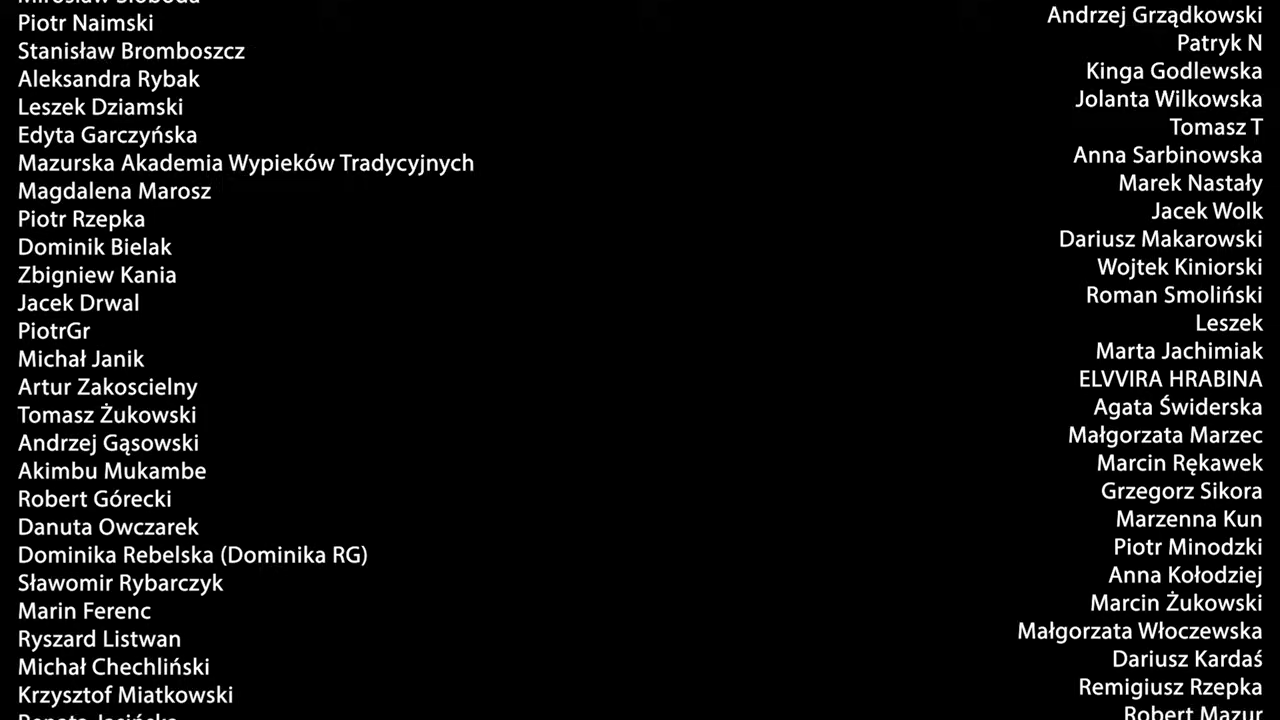 Piotr Naimski
Stanisław Bromboszcz
Aleksandra Rybak
Leszek Dziamski
Edyta Garczyńska
Mazurska Akademia Wypieków Tradycyjnych
Magdalena Marosz
Piotr Rzepka
Dominik Bielak
Zbigniew Kania
Jacek Drwal
PiotrGr
Michał Janik
Artur Zakoscielny
Tomasz Żukowski
Andrzej Gąsowski
Akimbu Mukambe
Robert Górecki
Danuta Owczarek
Dominika Rebelska (Dominika RG)
Sławomir Rybarczyk
Marin Ferenc
Ryszard Listwan
Michał Chechliński
Krzysztof Miatkowski
Andrzej Grządkowski
Patryk N
Kinga Godlewska
Jolanta Wilkowska
Tomasz T
Anna Sarbinowska
Marek Nastały
Jacek Wolk
Dariusz Makarowski
Wojtek Kiniorski
Roman Smoliński
Leszek
Marta Jachimiak
ELVVIRA HRABINA
Agata Świderska
Małgorzata Marzec
Marcin Rękawek
Grzegorz Sikora
Marzenna Kun
Piotr Minodzki
Anna Kołodziej
Marcin Żukowski
Małgorzata Włoczewska
Dariusz Kardaś
Remigiusz Rzepka
Robert Mazur